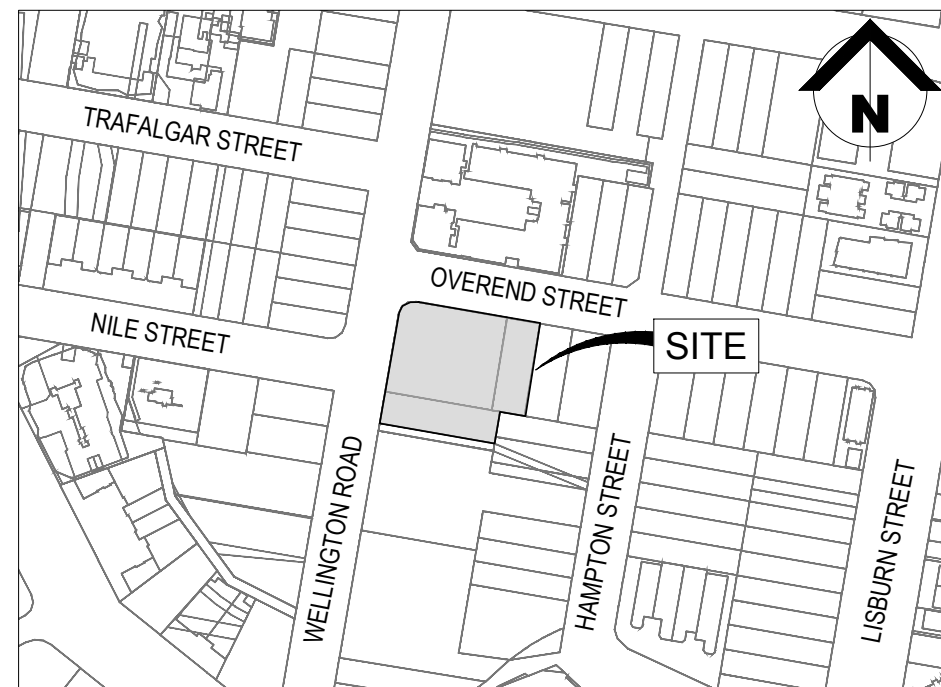 TRAFALGAR STREET
N
OVEREND STREET
NILE STREET
SITE
WELLINGTON ROAD
HAMPTON STREET
LISBURN STREET